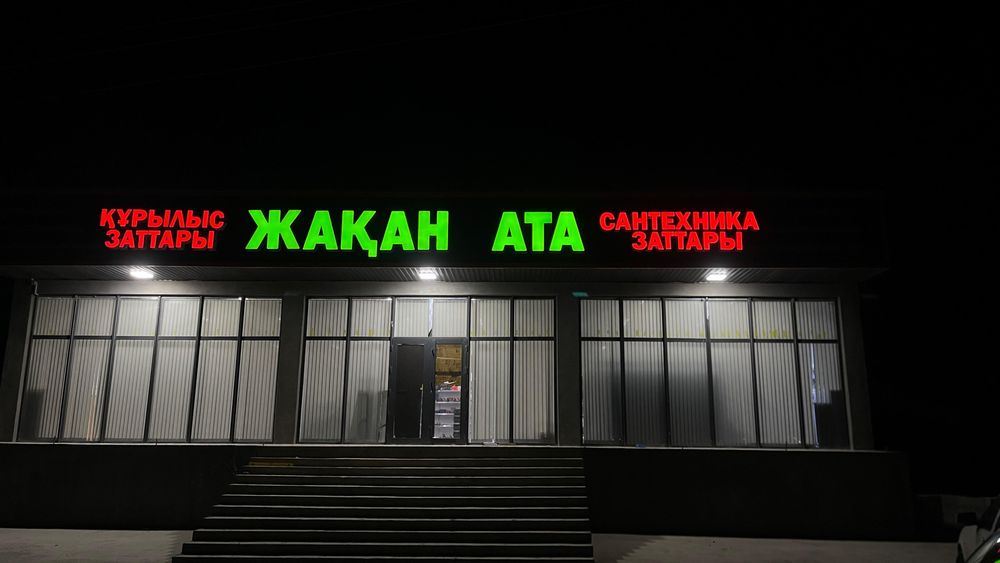 ҚҰРЫЛЫС
ЗАТТАРЫ
ЖАҚАН АТА
САНТЕХНИКА
ЗАТТАРЫ